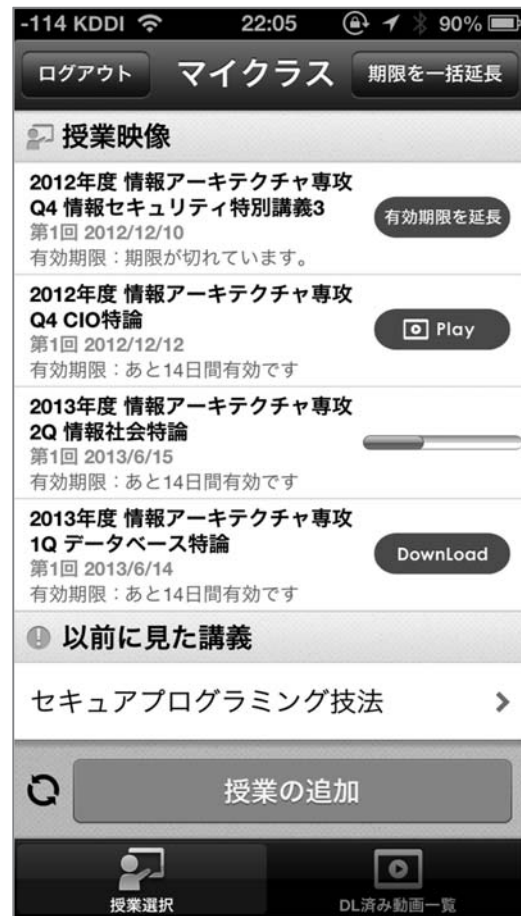 -114 KDDI 22:05 90%
ログアウト マイクラス 期限を一括延長
授業映像
2012年度 情報アーキテクチャ専攻
Q4 情報セキュリティ特別講義3
第1回 2012/12/10
有効期限：期限が切れています。
有効期限を延長
2012年度 情報アーキテクチャ専攻
Q4 CIO特論
第1回 2012/12/12
有効期限：あと14日間有効です
Play
2013年度 情報アーキテクチャ専攻
2Q 情報社会特論
第1回 2013/6/15
有効期限：あと14日間有効です
2013年度 情報アーキテクチャ専攻
1Q データベース特論
第1回 2013/6/14
有効期限：あと14日間有効です
DownLoad
以前に見た講義
セキュアプログラミング技法
授業の追加
授業選択 DL済み動画一覧